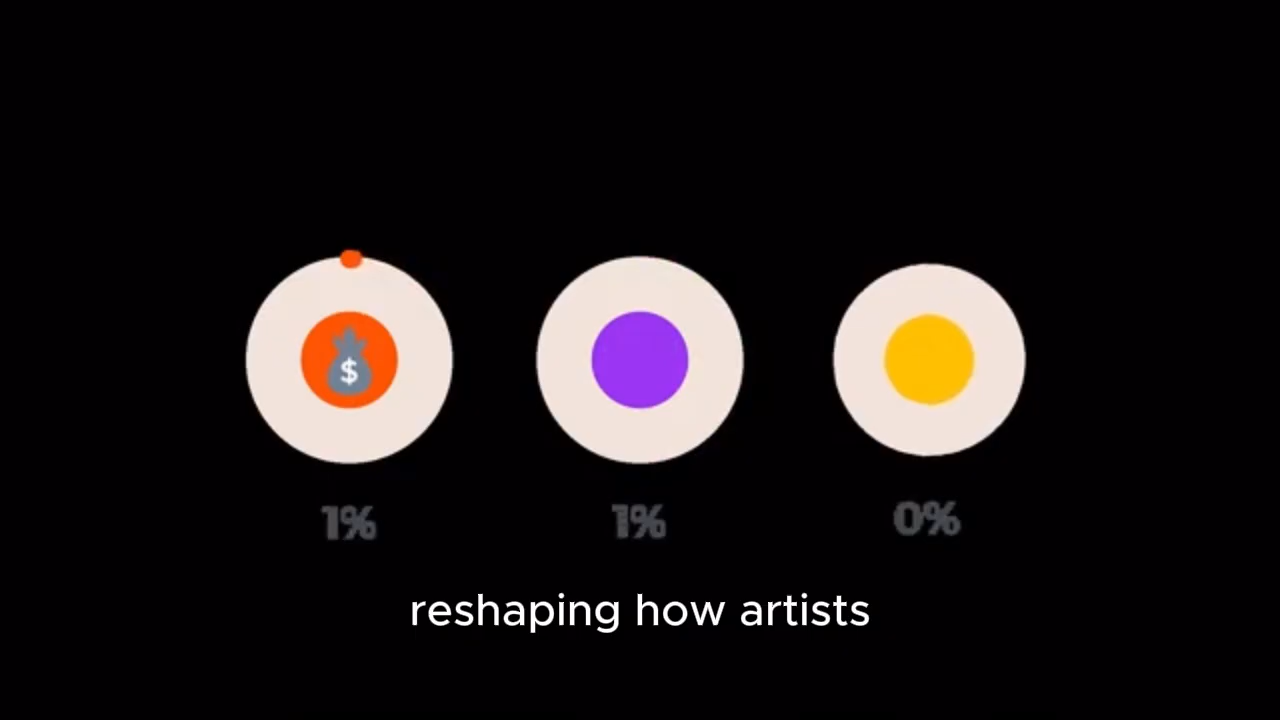 $
1% 1% 0%
reshaping how artists